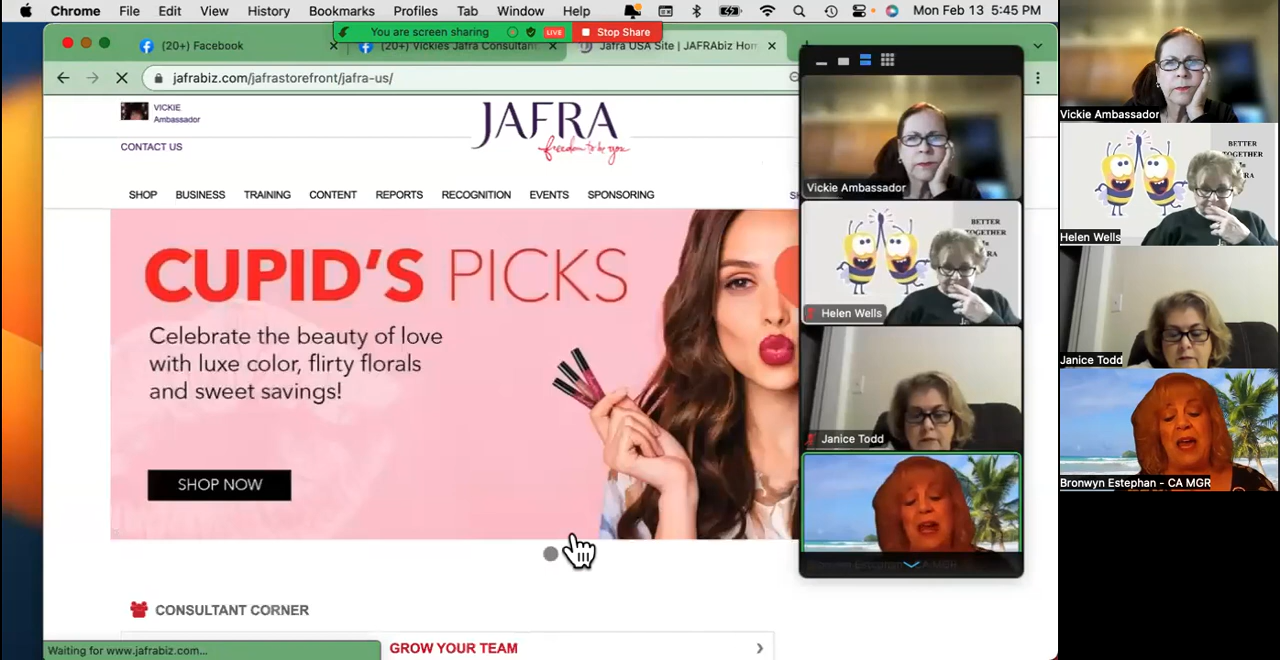 Chrome File Edit View History Bookmarks Profiles Tab Window Help Mon Feb 13 5:45 PM
You are screen sharing LIVE Stop Share
(20+) Facebook
(20+) Vickies Jafra Consultan
Jafra USA Site | JAFRAbiz Hom
jafrabiz.com/jafrastorefront/jafra-us/
VICKIE
Ambassador
CONTACT US
JAFRA
freedom to be you
SHOP BUSINESS TRAINING CONTENT REPORTS RECOGNITION EVENTS SPONSORING
CUPID'S PICKS
Celebrate the beauty of love
with luxe color, flirty florals
and sweet savings!
SHOP NOW
CONSULTANT CORNER
GROW YOUR TEAM
Waiting for www.jafrabiz.com...
Vickie Ambassador
BETTER
TOGETHER
Helen Wells
Janice Todd
Vickie Ambassador
BETTER
TOGETHER
Helen Wells
Janice Todd
Bronwyn Estephan - CA MGR